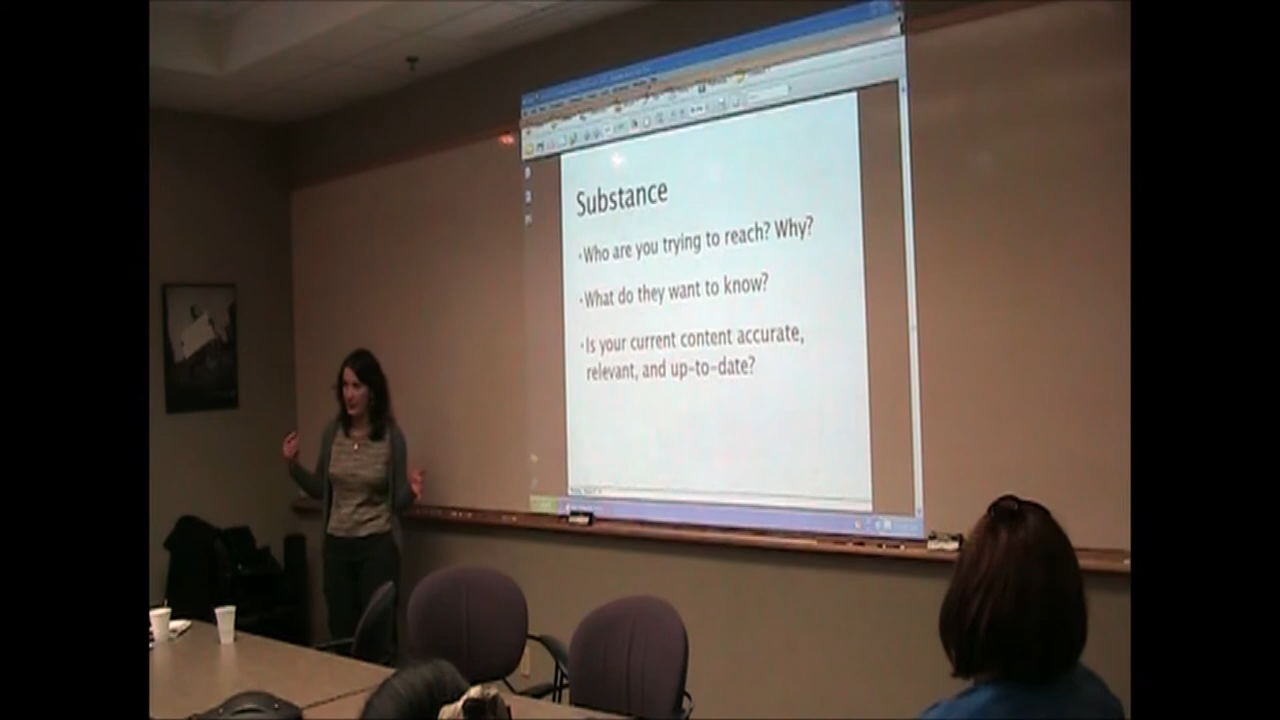 Substance
•Who are you trying to reach? Why?
•What do they want to know?
•Is your current content accurate,
relevant, and up-to-date?